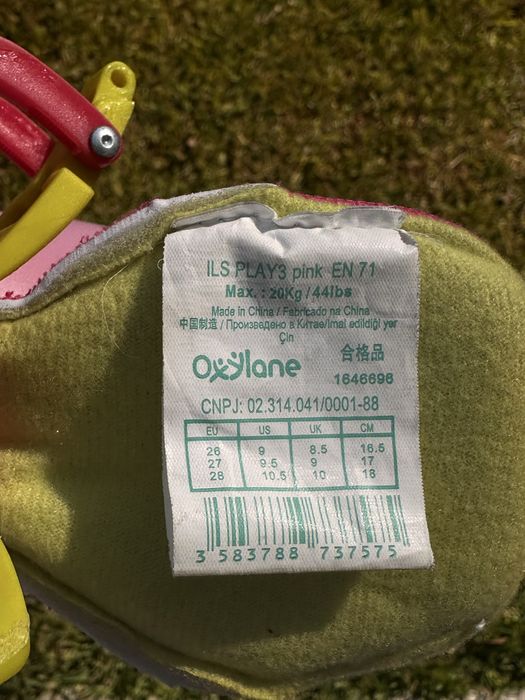 ILS PLAY3 pink EN 71
Max. : 20Kg / 44lbs
Made in China / Fabricado na China
中国制造 / Произведено в Китае/Imal edildiği yer
Çin
Oxylane
合格品
1646696
CNPJ: 02.314.041/0001-88
EU US UK CM
26 9 8.5 16.5
27 9.5 9 17
28 10.5 10 18
3 583788 737575